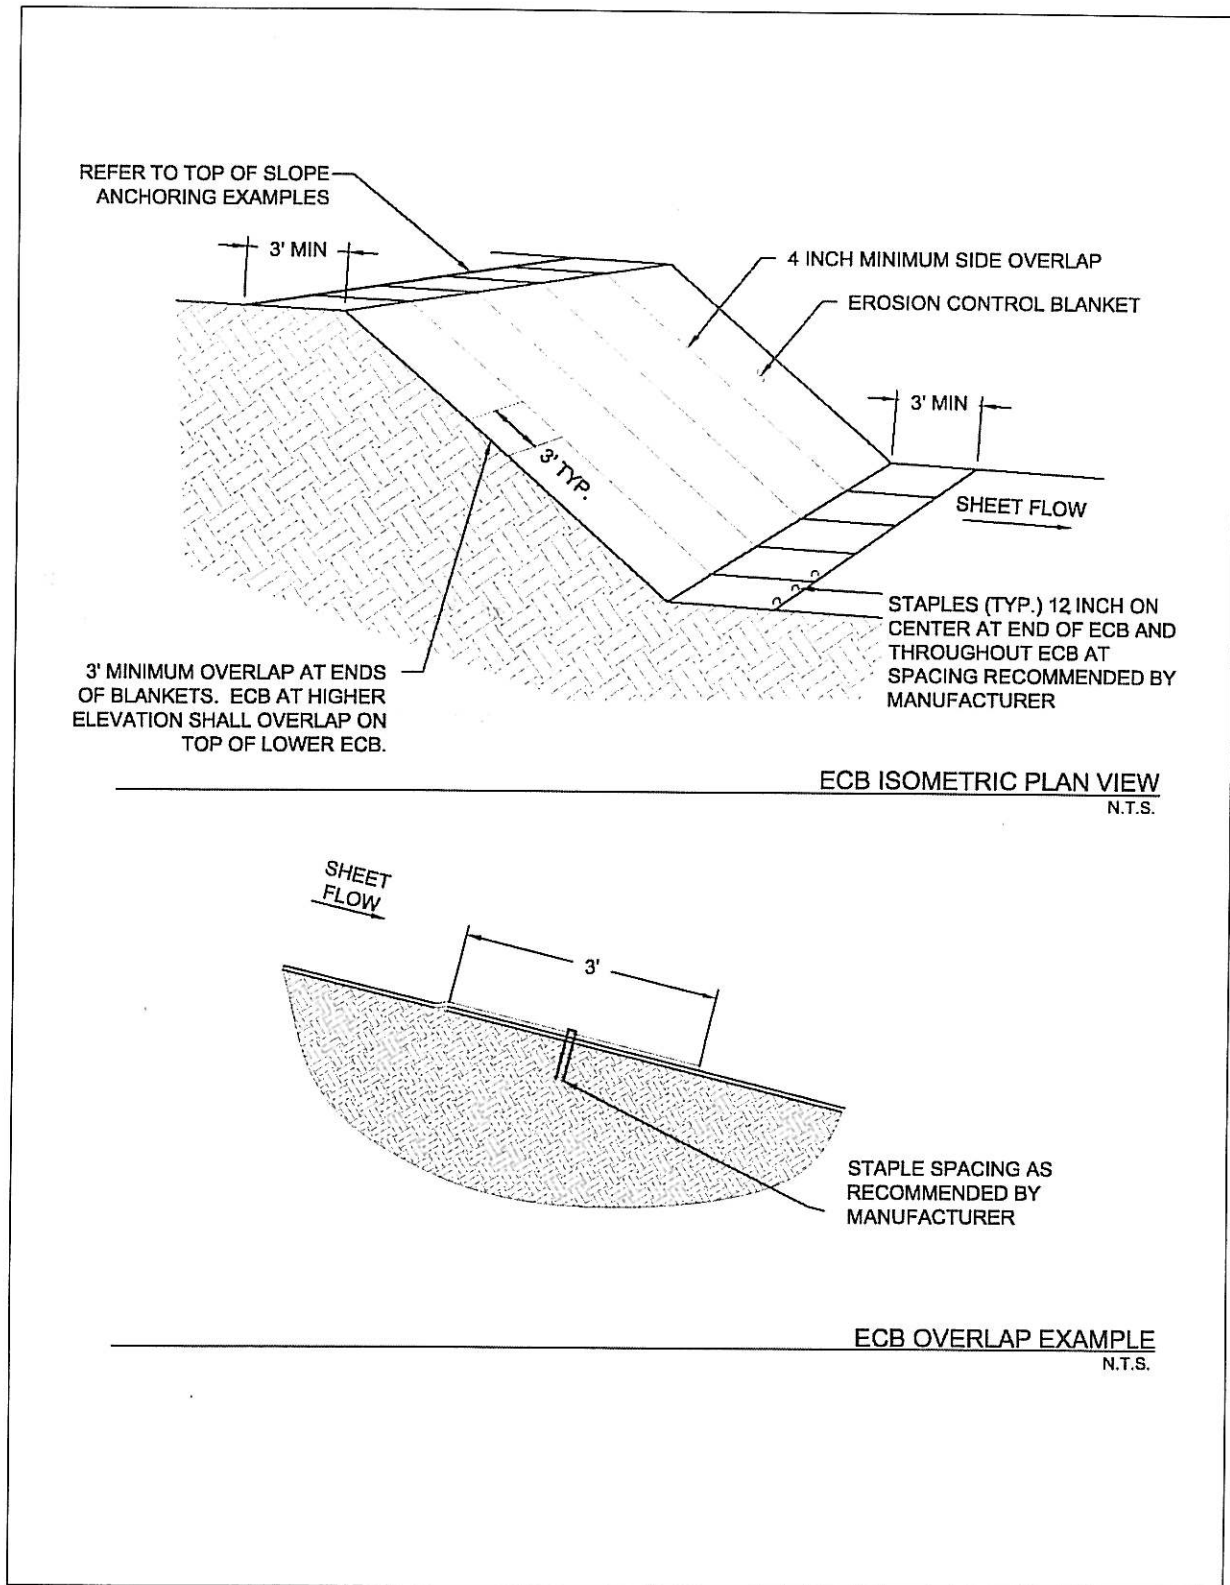 REFER TO TOP OF SLOPE
ANCHORING EXAMPLES
3' MIN
4 INCH MINIMUM SIDE OVERLAP
EROSION CONTROL BLANKET
3' MIN
3' TYP.
SHEET FLOW
STAPLES (TYP.) 12 INCH ON
CENTER AT END OF ECB AND
THROUGHOUT ECB AT
SPACING RECOMMENDED BY
MANUFACTURER
3' MINIMUM OVERLAP AT ENDS
OF BLANKETS. ECB AT HIGHER
ELEVATION SHALL OVERLAP ON
TOP OF LOWER ECB.
ECB ISOMETRIC PLAN VIEW
N.T.S.
SHEET
FLOW
3'
STAPLE SPACING AS
RECOMMENDED BY
MANUFACTURER
ECB OVERLAP EXAMPLE
N.T.S.